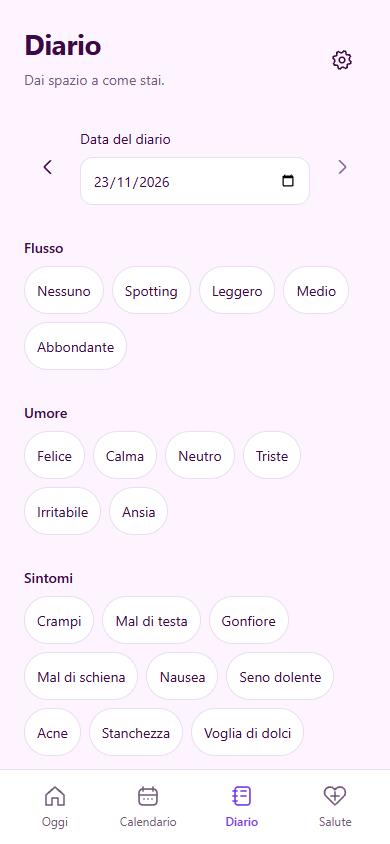 Diario
Dai spazio a come stai.
Data del diario
23/11/2026
Flusso
Nessuno
Spotting
Leggero
Medio
Abbondante
Umore
Felice
Calma
Neutro
Triste
Irritabile
Ansia
Sintomi
Crampi
Mal di testa
Gonfiore
Mal di schiena
Nausea
Seno dolente
Acne
Stanchezza
Voglia di dolci
Oggi
Calendario
Diario
Salute